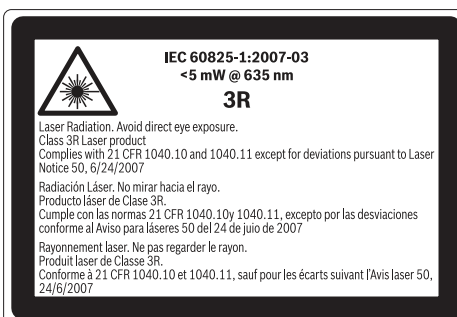 IEC 60825-1:2007-03
<5 mW @ 635 nm
3R
Laser Radiation. Avoid direct eye exposure.
Class 3R Laser product
Complies with 21 CFR 1040.10 and 1040.11 except for deviations pursuant to Laser
Notice 50, 6/24/2007
Radiación Láser. No mirar hacia el rayo.
Producto láser de Clase 3R.
Cumple con las normas 21 CFR 1040.10y 1040.11, excepto por las desviaciones
conforme al Aviso para láseres 50 del 24 de juio de 2007
Rayonnement laser. Ne pas regarder le rayon.
Produit laser de Classe 3R.
Conforme à 21 CFR 1040.10 et 1040.11, sauf pour les écarts suivant l'Avis laser 50,
24/6/2007